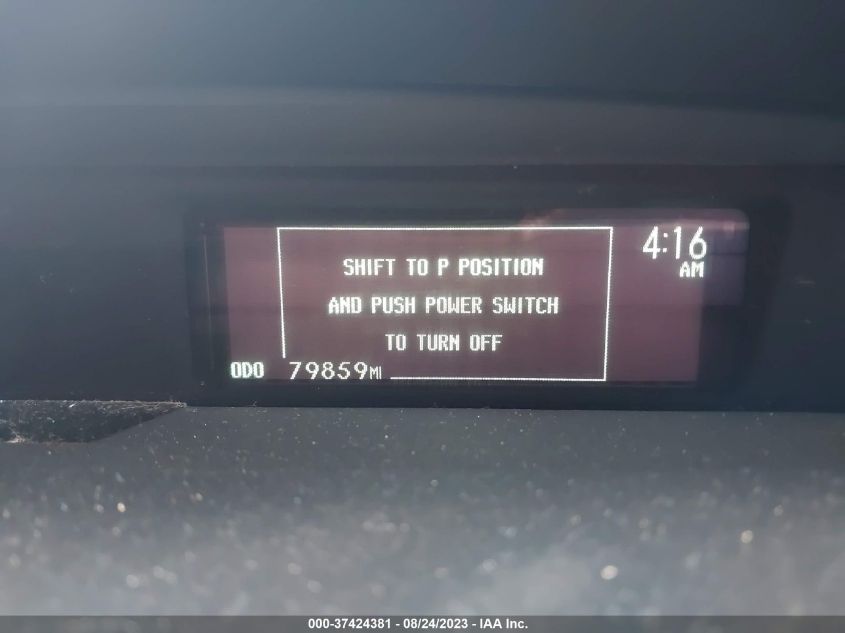 4:16
AM
SHIFT TO P POSITION
AND PUSH POWER SWITCH
TO TURN OFF
ODO 79859MI
000-37424381 - 08/24/2023 - IAA Inc.